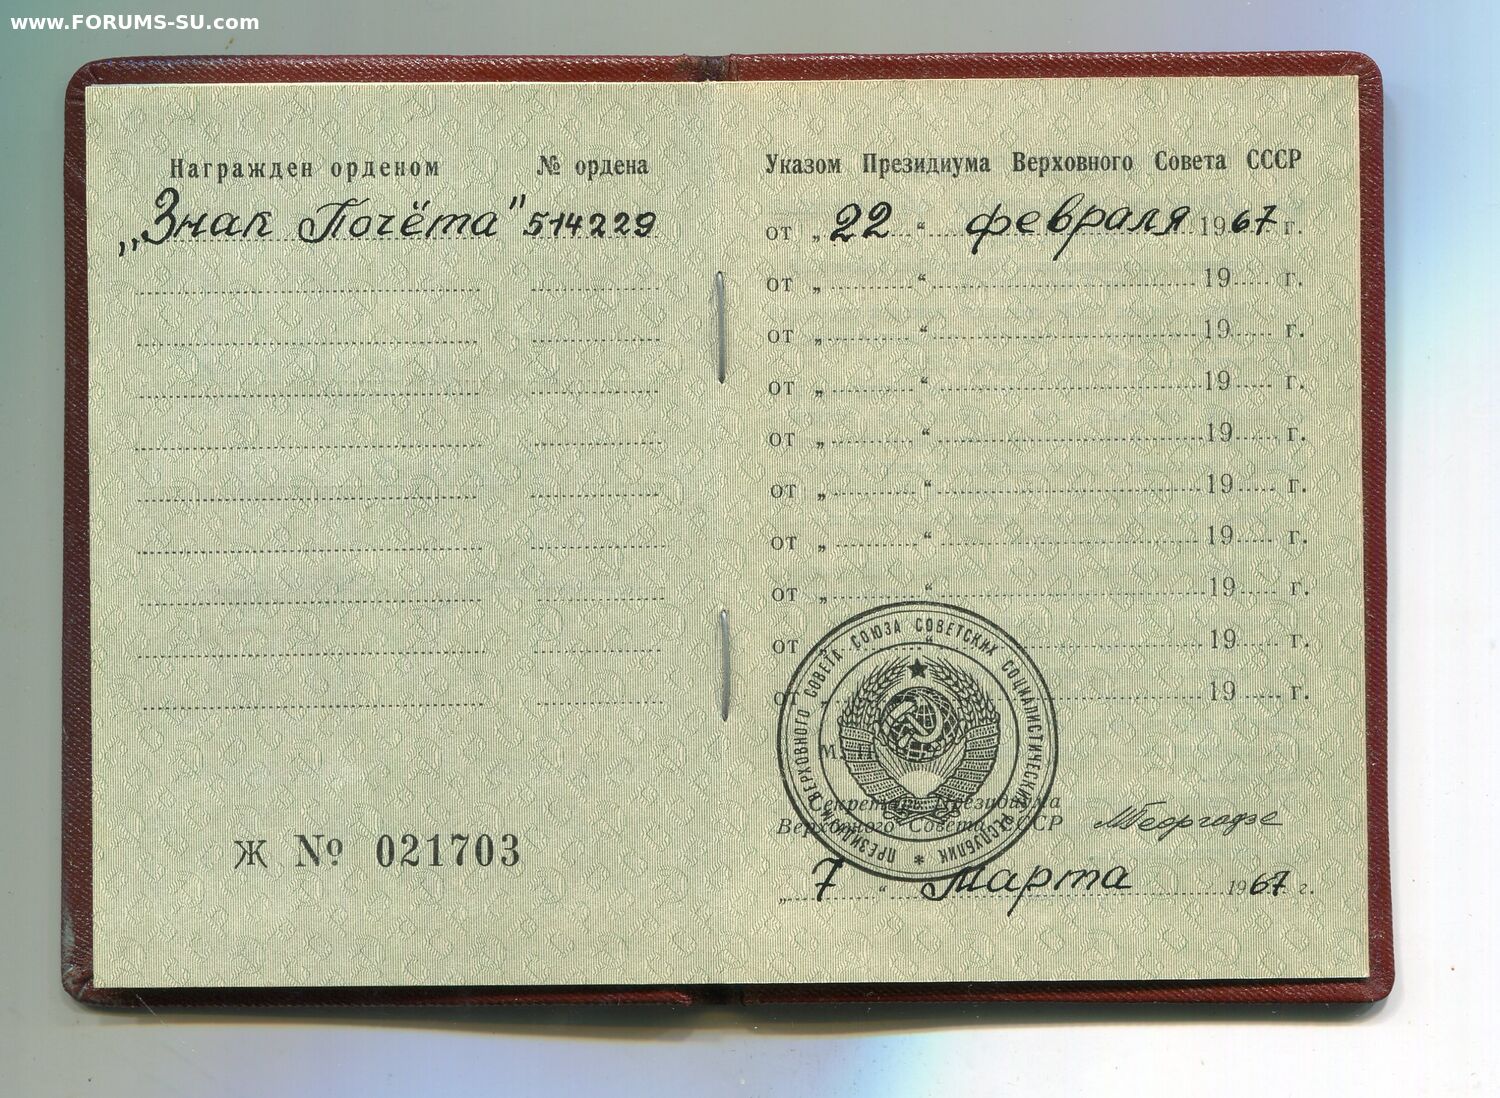 www.FORUMS-SU.com
Награжден орденом № ордена
„Знак Почёта" 514229
Указом Президиума Верховного Совета СССР
от „22“ февраля 1967 г.
от „ “ 19 г.
от „ “ 19 г.
от „ “ 19 г.
от „ “ 19 г.
от „ “ 19 г.
от „ “ 19 г.
от „ “ 19 г.
от „ “ 19 г.
от „ “ 19 г.
ПРЕЗИДИУМ ВЕРХОВНОГО СОВЕТА СОЮЗА СОВЕТСКИХ СОЦИАЛИСТИЧЕСКИХ РЕСПУБЛИК *
М. П.
Секретарь Президиума
Верховного Совета СССР МГеоргадзе
„7“ Марта 1967 г.
Ж № 021703